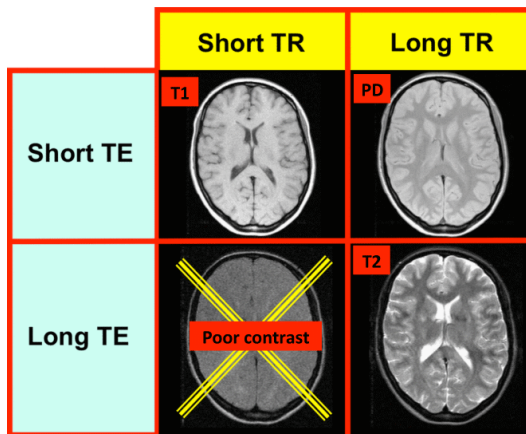 Short TR
Long TR
Short TE
T1
PD
Long TE
Poor contrast
T2